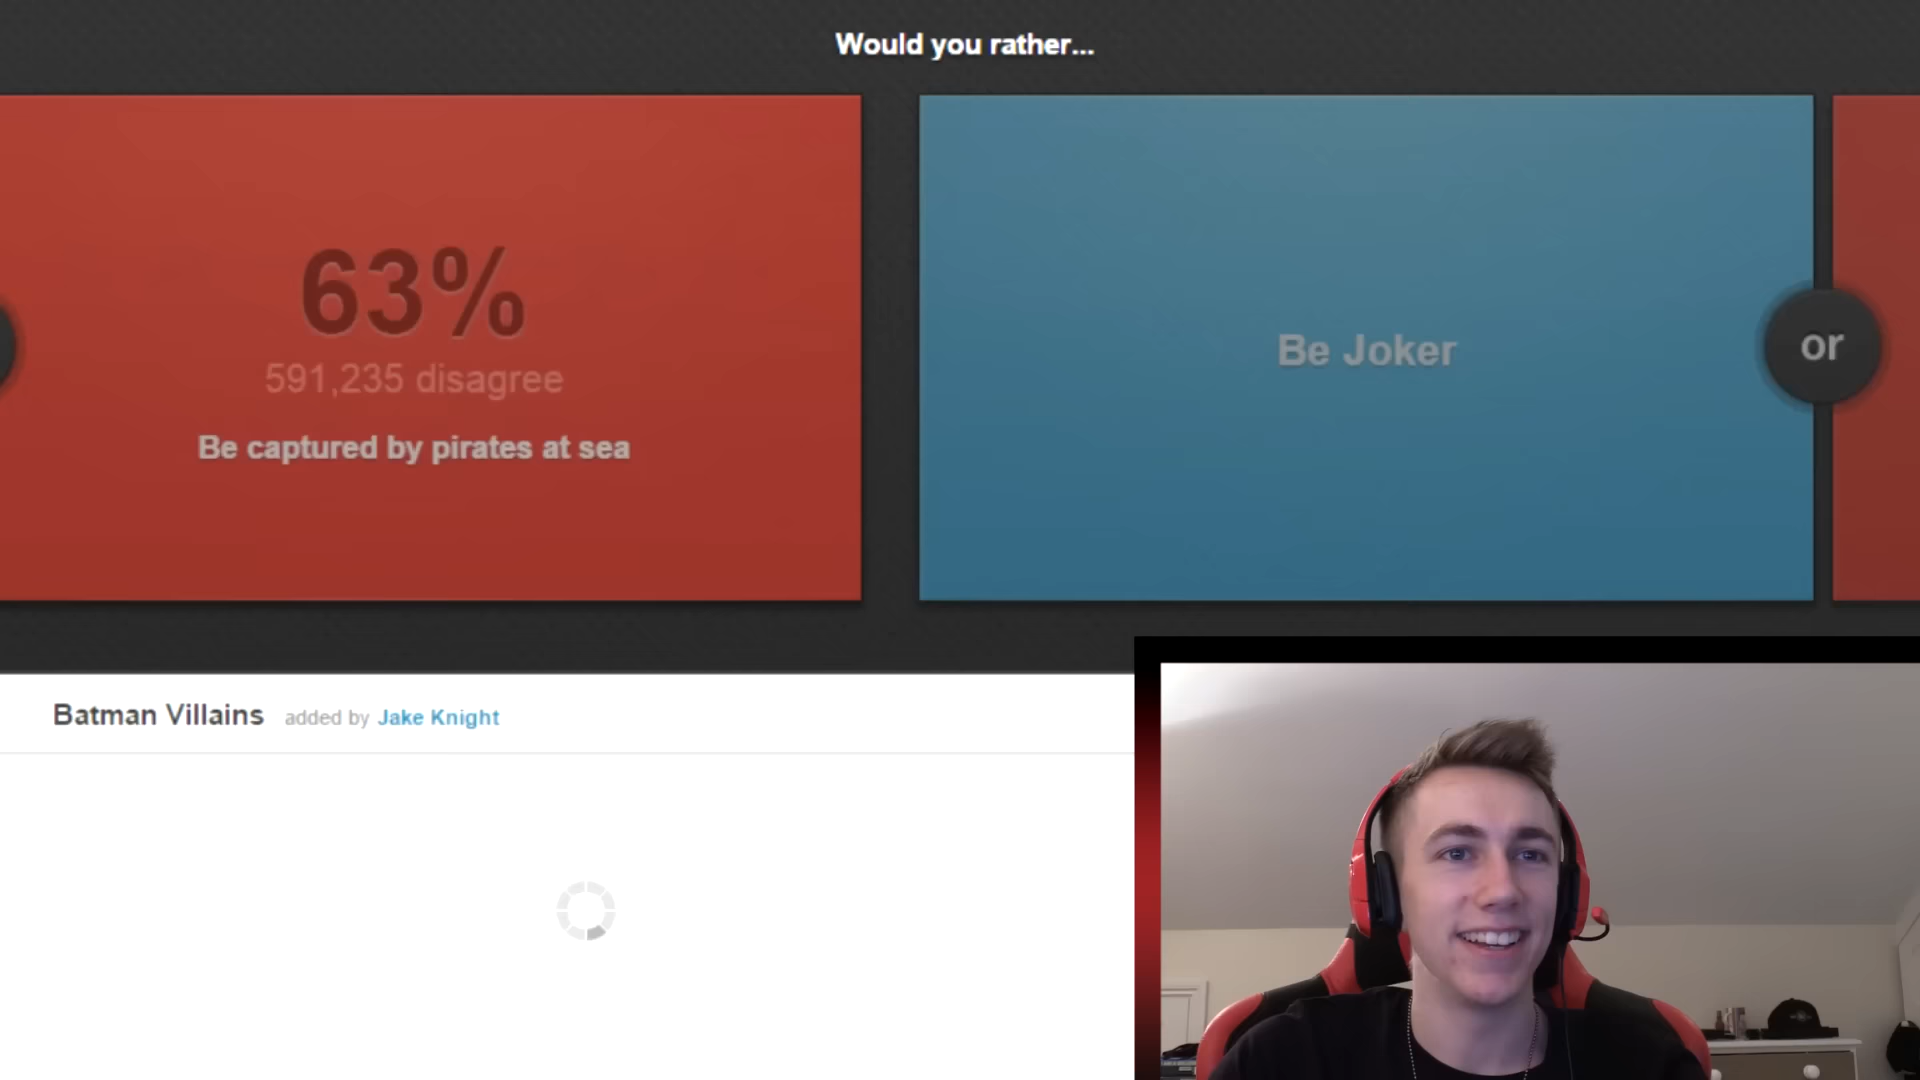 Would you rather...
63%
591,235 disagree
Be captured by pirates at sea
Be Joker
or
Batman Villains added by Jake Knight